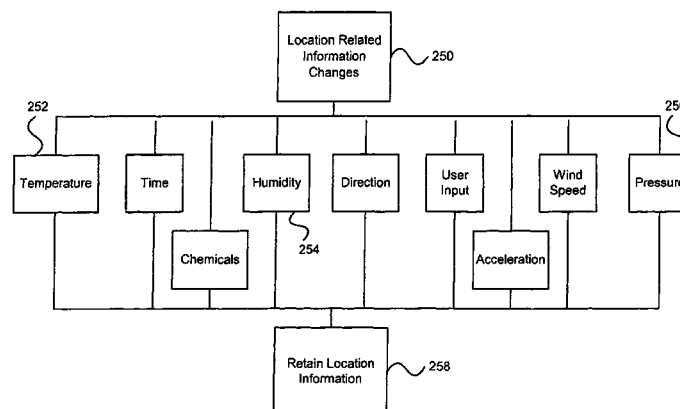 Location Related
Information
Changes
250
252
Temperature
Time
Humidity
Direction
User
Input
Wind
Speed
Pressure
254
Chemicals
Acceleration
Retain Location
Information
258